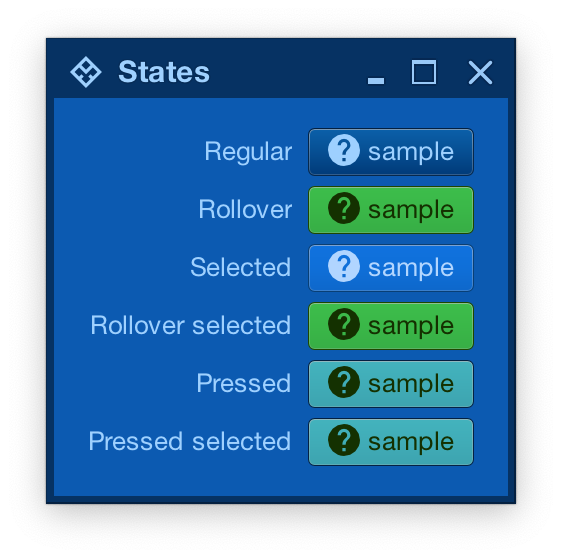 States
Regular ? sample
Rollover ? sample
Selected ? sample
Rollover selected ? sample
Pressed ? sample
Pressed selected ? sample